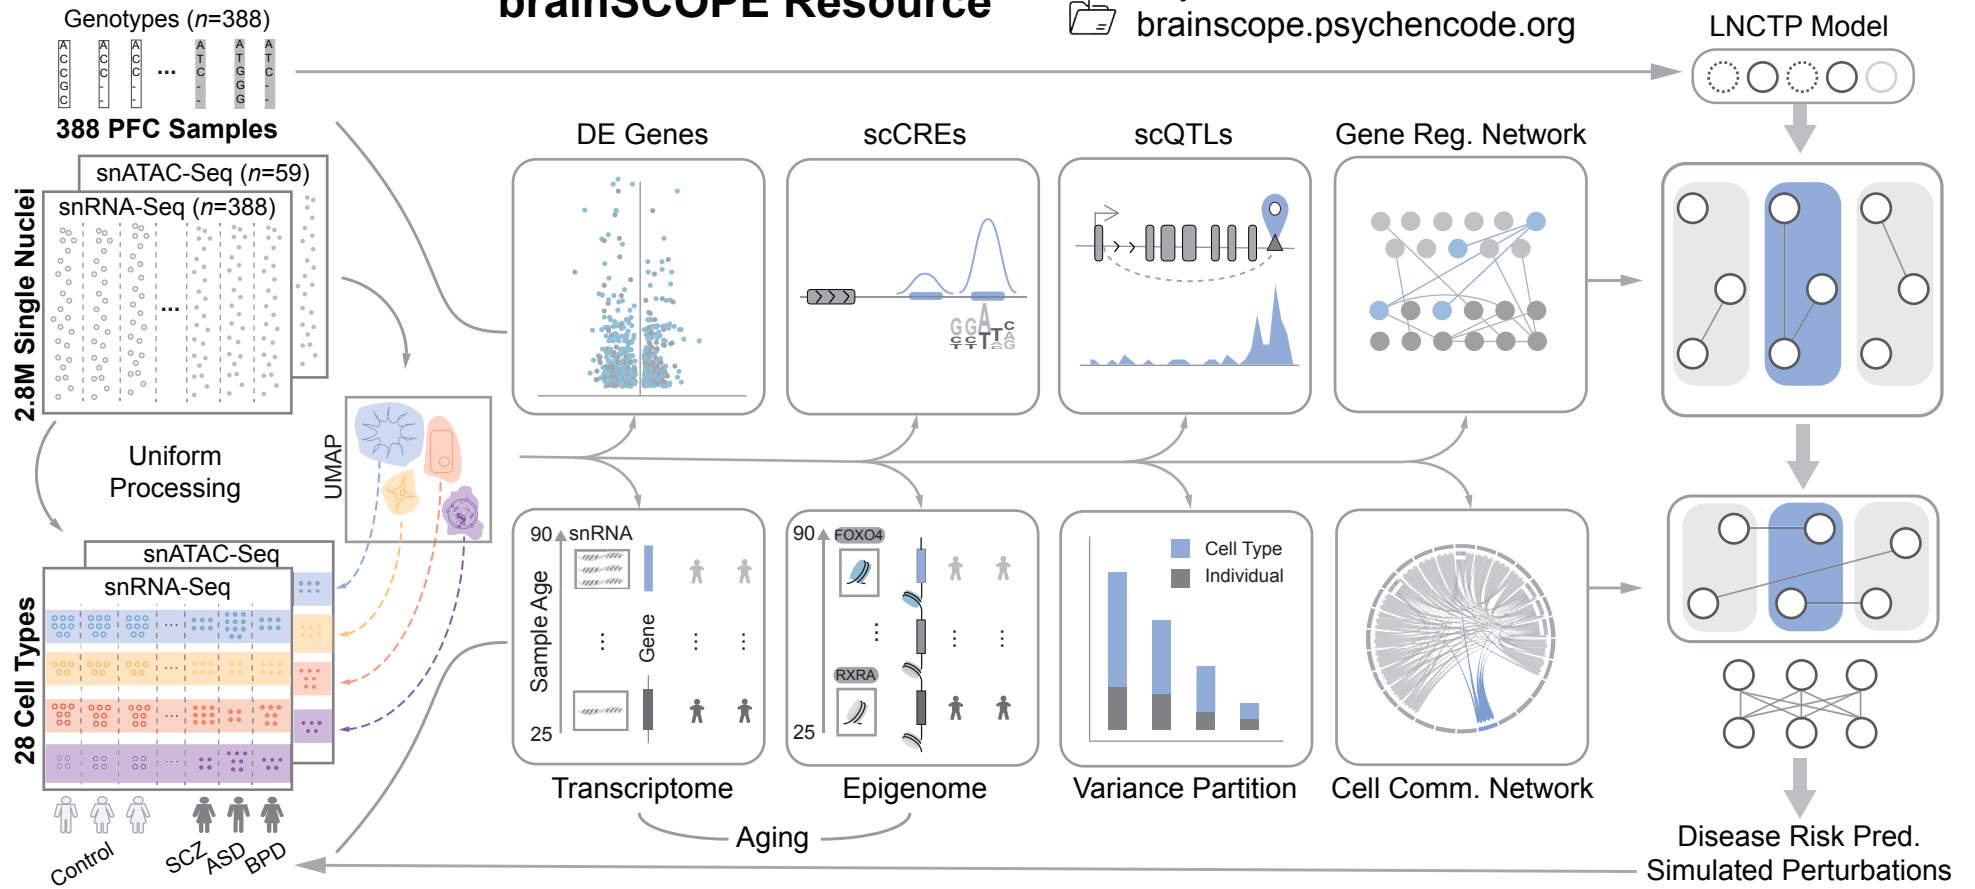 brainSCOPE Resource
brainscope.psychencode.org
Genotypes (n=388)
A A A A A A
C C C T T T
C C C C G C
G - - - G -
C - - - G -
...
388 PFC Samples
2.8M Single Nuclei
snATAC-Seq (n=59)
snRNA-Seq (n=388)
...
Uniform
Processing
UMAP
28 Cell Types
snATAC-Seq
snRNA-Seq
...
...
...
...
Control
SCZ
ASD
BPD
DE Genes
scCREs
scQTLs
Gene Reg. Network
LNCTP Model
90
snRNA
Sample Age
Gene
25
Transcriptome
90
FOXO4
RXRA
25
Epigenome
Aging
Cell Type
Individual
Variance Partition
Cell Comm. Network
Disease Risk Pred.
Simulated Perturbations